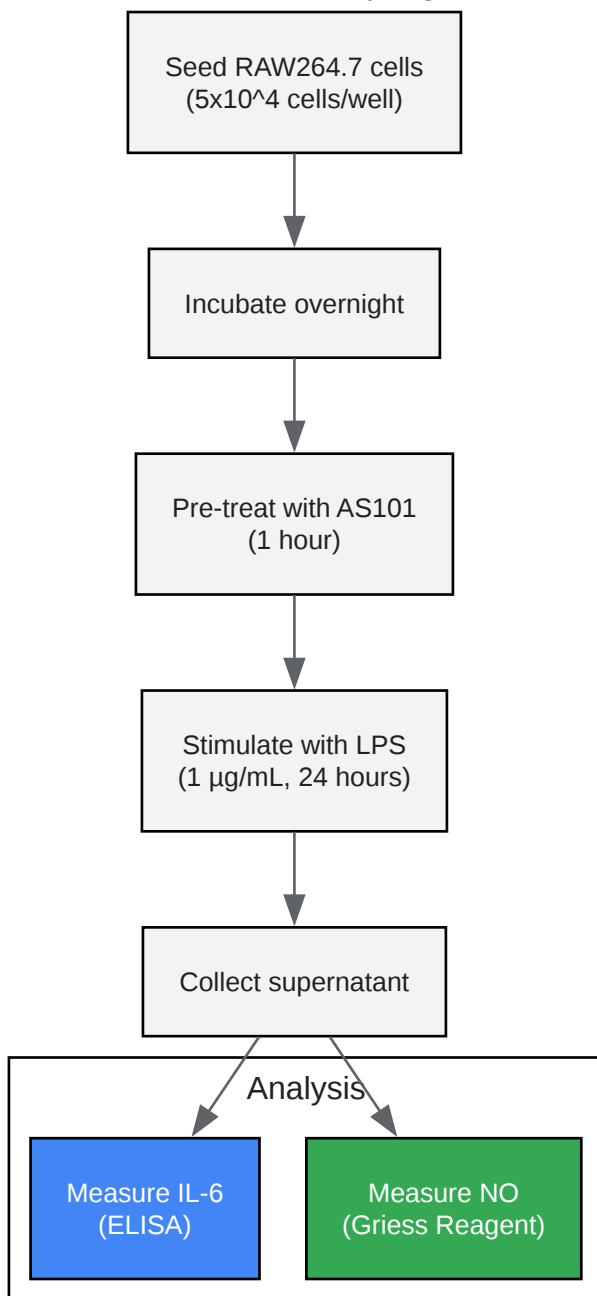 Seed RAW264.7 cells
(5x10^4 cells/well)
Incubate overnight
Pre-treat with AS101
(1 hour)
Stimulate with LPS
(1 µg/mL, 24 hours)
Collect supernatant
Analysis
Measure IL-6
(ELISA)
Measure NO
(Griess Reagent)